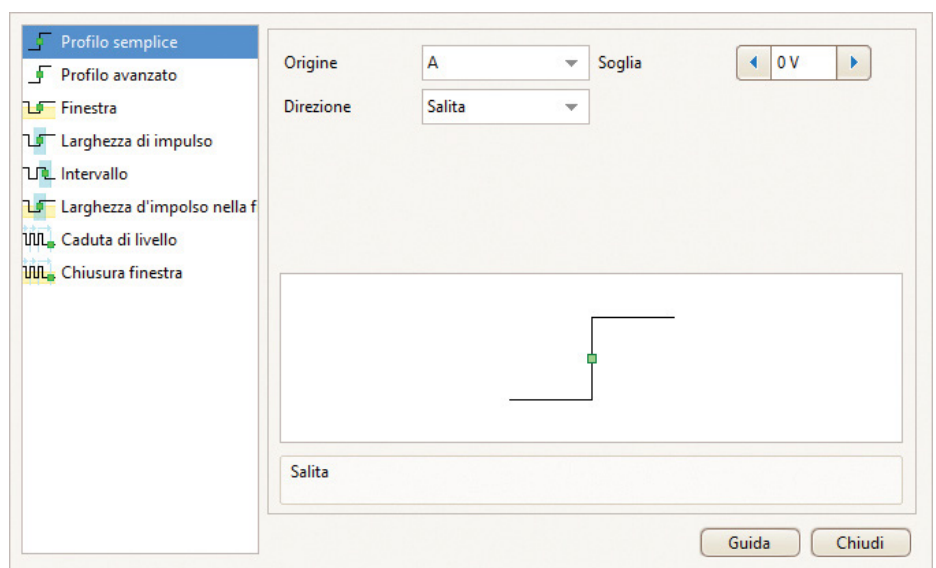 Profilo semplice
Profilo avanzato
Finestra
Larghezza di impulso
Intervallo
Larghezza d'impolso nella f
Caduta di livello
Chiusura finestra
Origine A Soglia 0 V
Direzione Salita
Salita
Guida Chiudi